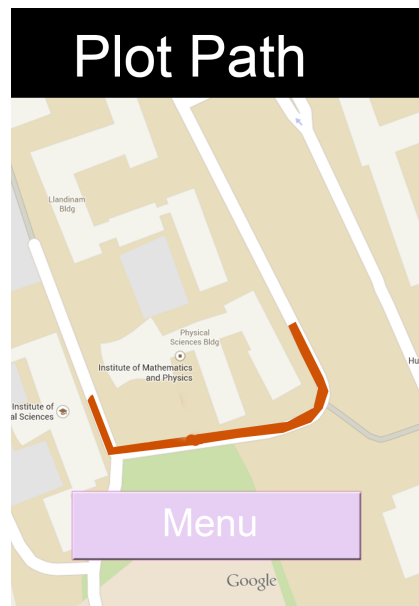 Plot Path
Llandinam
Bldg
Physical
Sciences Bldg
Institute of Mathematics
and Physics
Hu
Institute of
al Sciences
Menu
Google